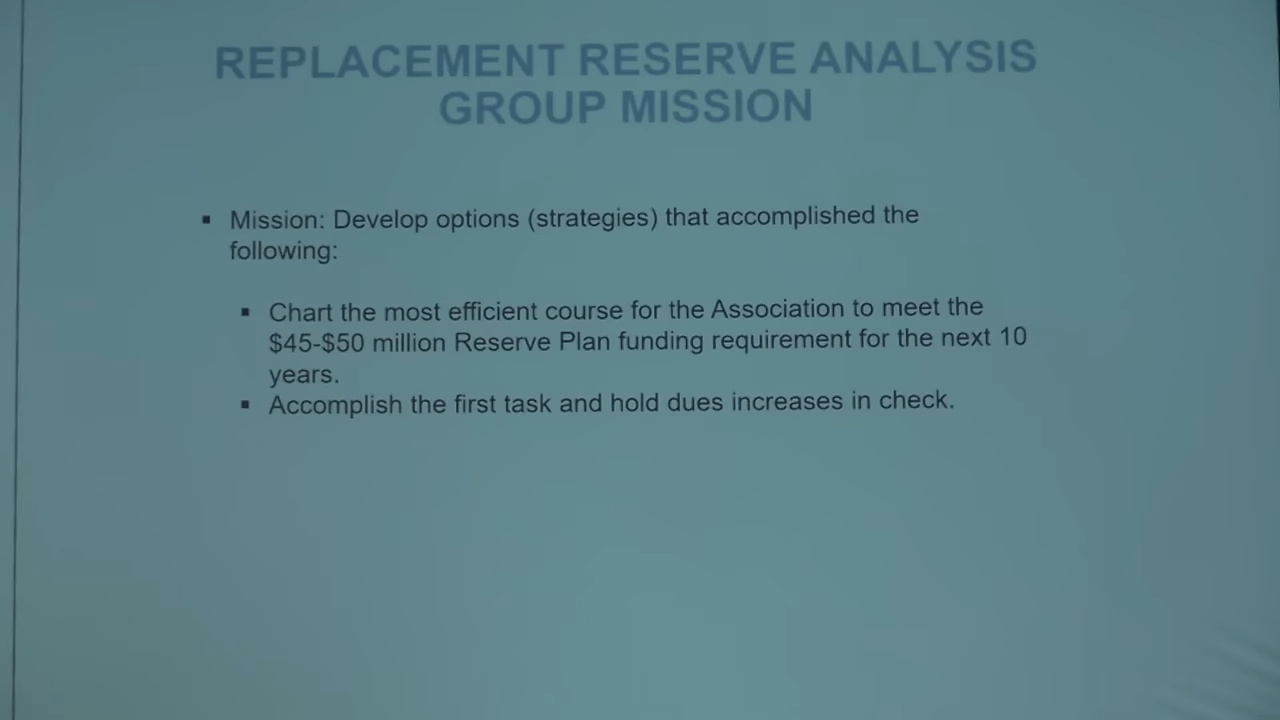 REPLACEMENT RESERVE ANALYSIS
GROUP MISSION
▪ Mission: Develop options (strategies) that accomplished the
following:
▪ Chart the most efficient course for the Association to meet the
$45-$50 million Reserve Plan funding requirement for the next 10
years.
▪ Accomplish the first task and hold dues increases in check.